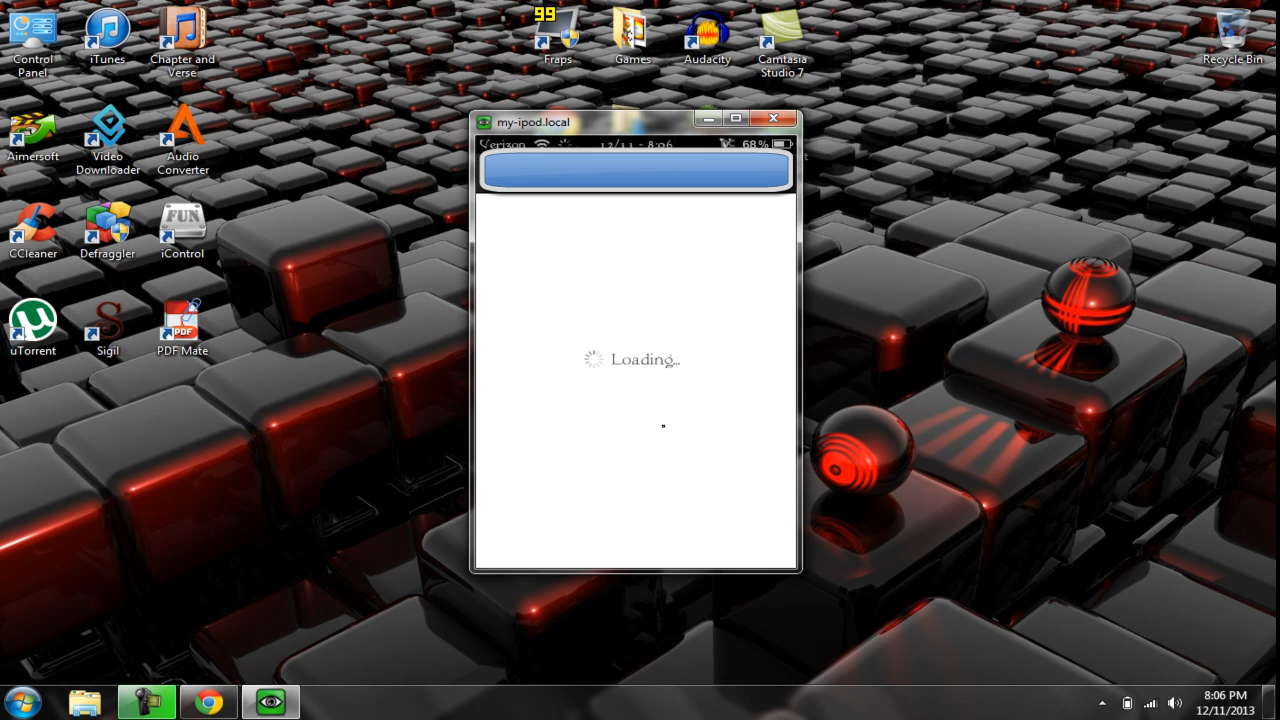 99
Control Panel
iTunes
Chapter and Verse
Fraps
Games
Audacity
Camtasia Studio 7
Recycle Bin
my-ipod.local
Verizon 12/11 - 8:06 68%
Aimersoft
Video Downloader
Audio Converter
FUN
CCleaner
Defraggler
iControl
PDF
uTorrent
Sigil
PDF Mate
Loading...
8:06 PM
12/11/2013